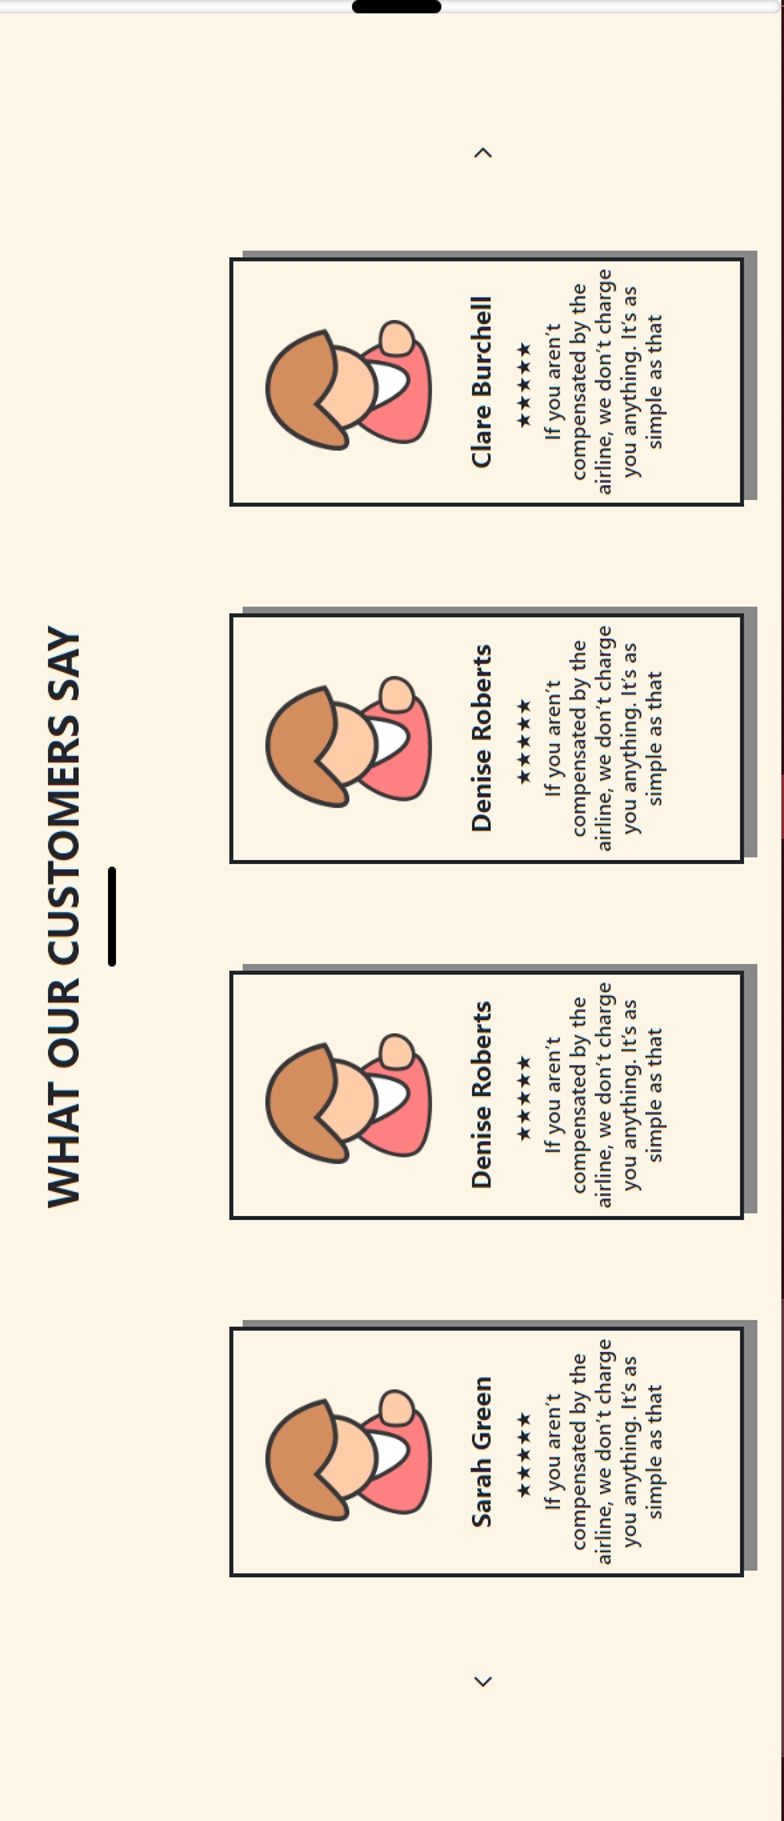 WHAT OUR CUSTOMERS SAY
Sarah Green
★★★★★
If you aren't
compensated by the
airline, we don't charge
you anything. It's as
simple as that
Denise Roberts
★★★★★
If you aren't
compensated by the
airline, we don't charge
you anything. It's as
simple as that
Denise Roberts
★★★★★
If you aren't
compensated by the
airline, we don't charge
you anything. It's as
simple as that
Clare Burchell
★★★★★
If you aren't
compensated by the
airline, we don't charge
you anything. It's as
simple as that